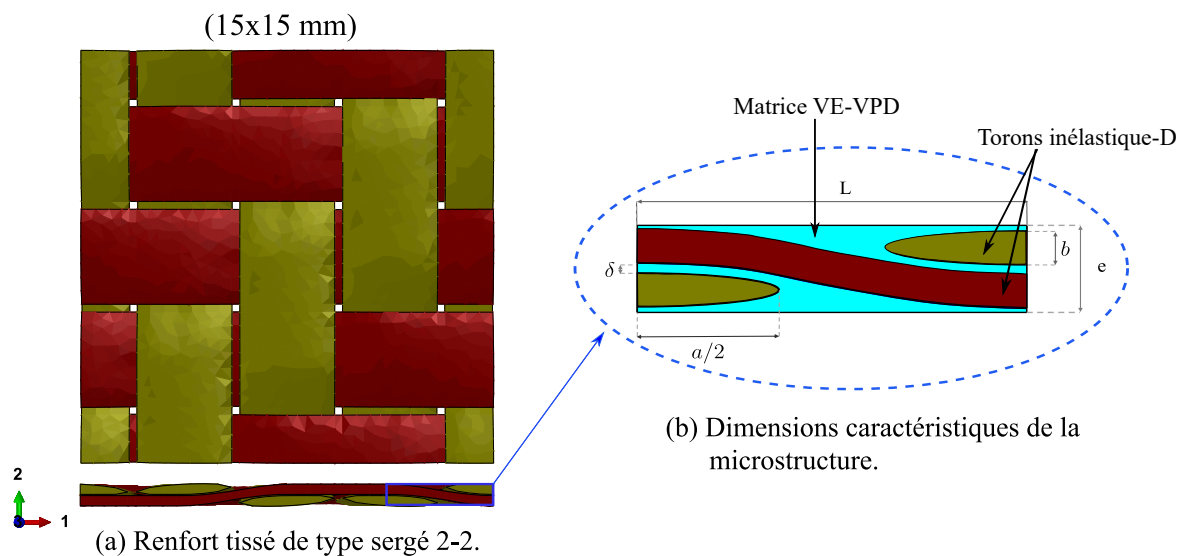 (15x15 mm)
Matrice VE-VPD
Torons inélastique-D
L
b
e
δ
a/2
(b) Dimensions caractéristiques de la
microstructure.
2
1
(a) Renfort tissé de type sergé 2-2.